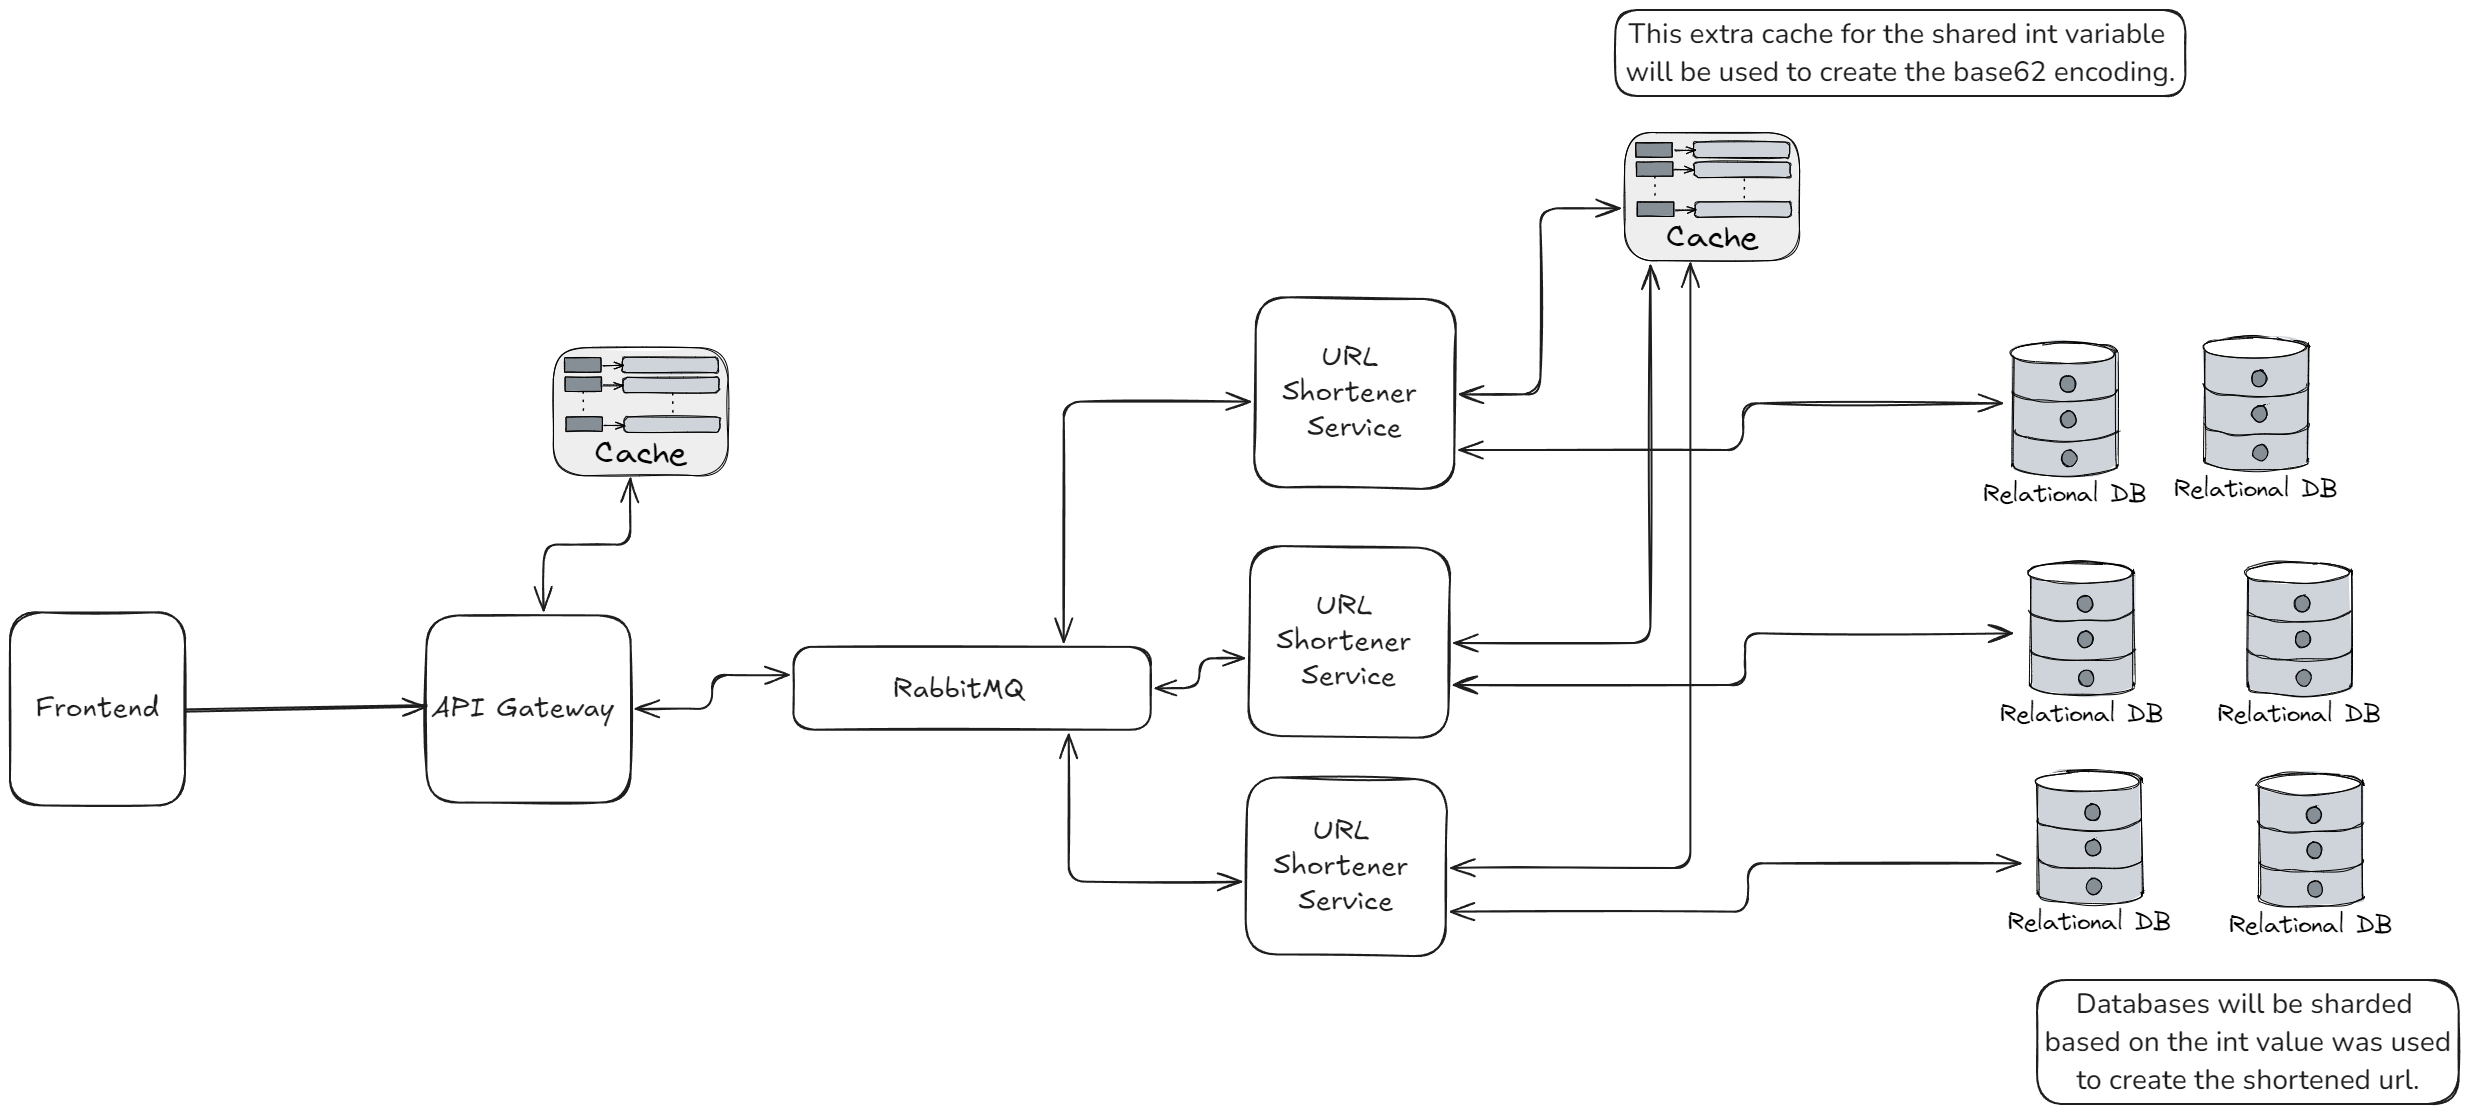 This extra cache for the shared int variable
will be used to create the base62 encoding.
Cache
URL
Shortener
Service
Cache
Relational DB
Relational DB
URL
Shortener
Service
Frontend
API Gateway
RabbitMQ
Relational DB
Relational DB
URL
Shortener
Service
Relational DB
Relational DB
Databases will be sharded
based on the int value was used
to create the shortened url.